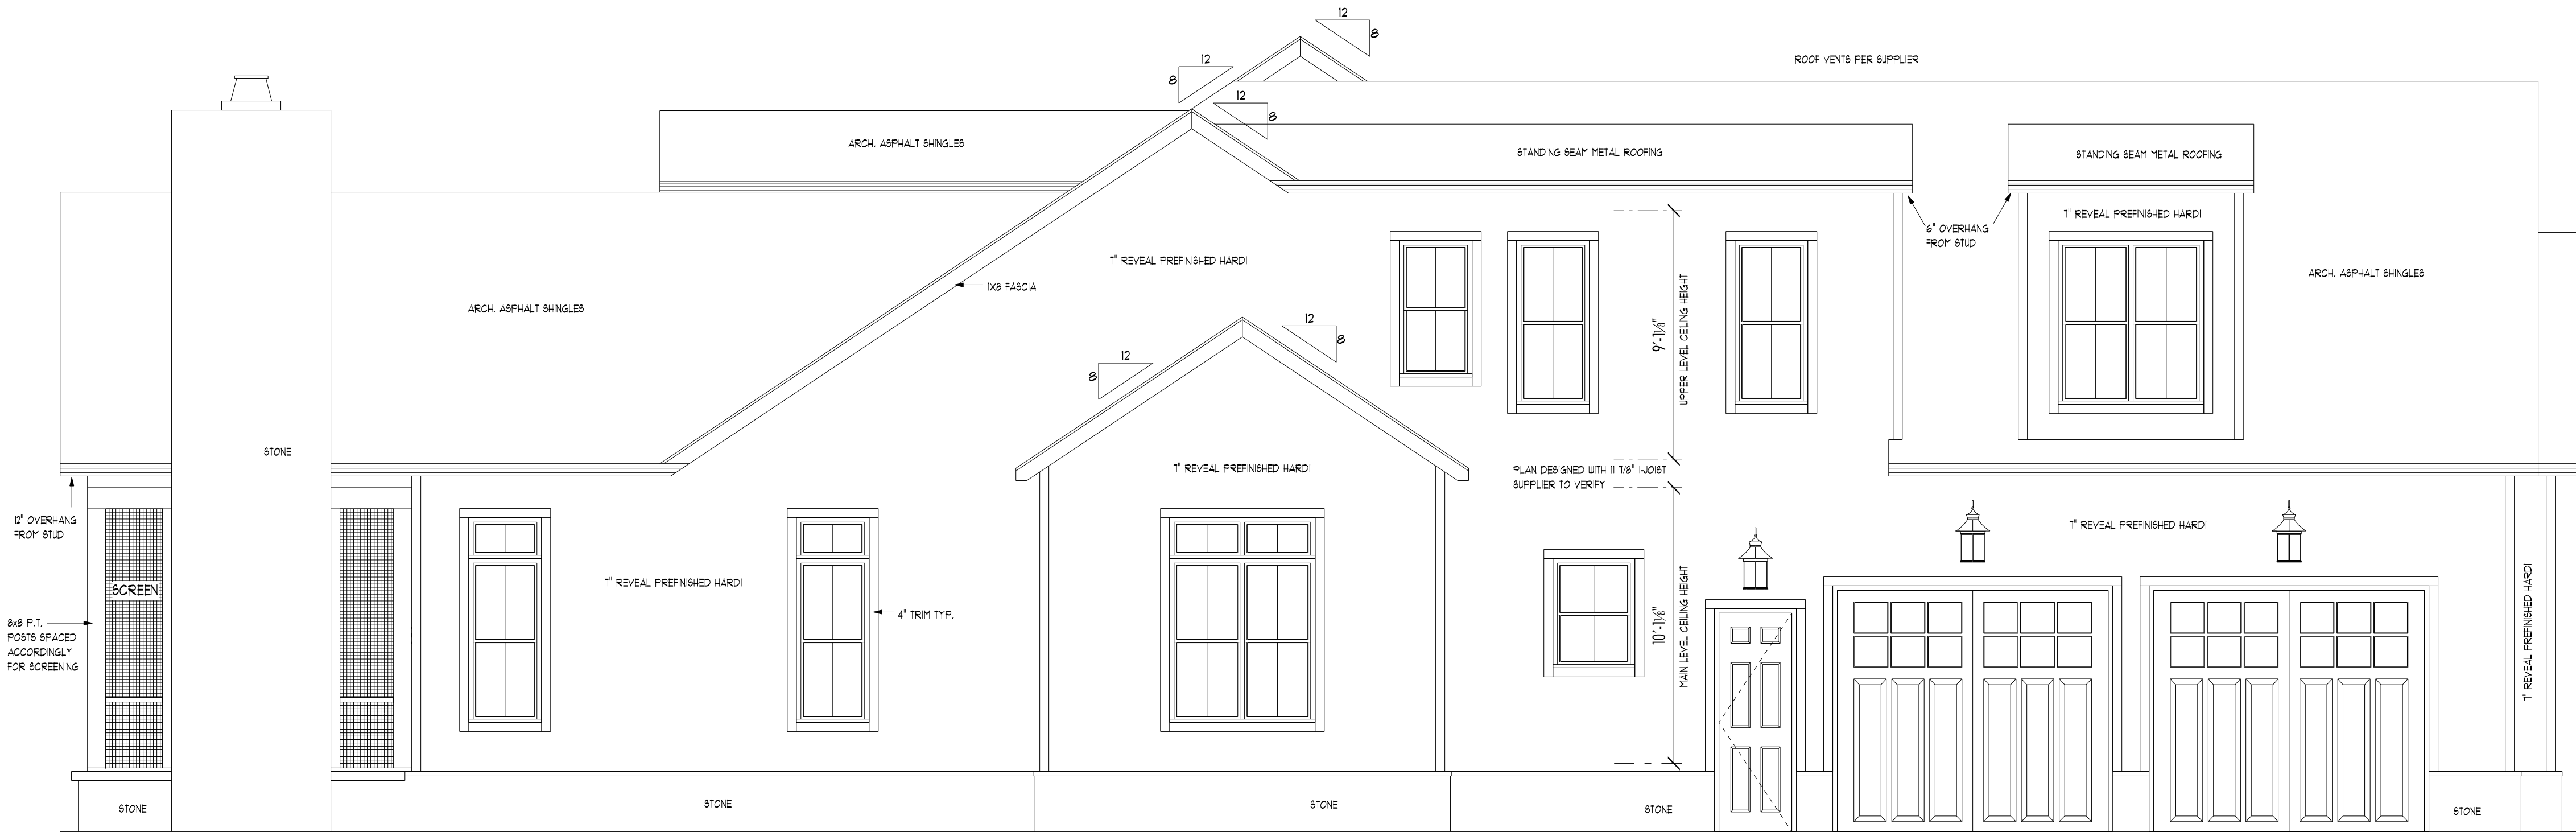 12
8
ROOF VENTS PER SUPPLIER
12
8
12
8
ARCH. ASPHALT SHINGLES
STANDING SEAM METAL ROOFING
STANDING SEAM METAL ROOFING
7" REVEAL PREFINISHED HARDI
6" OVERHANG
FROM STUD
7" REVEAL PREFINISHED HARDI
ARCH. ASPHALT SHINGLES
1X8 FASCIA
ARCH. ASPHALT SHINGLES
12
8
12
8
9'-1 1/8"
UPPER LEVEL CEILING HEIGHT
STONE
7" REVEAL PREFINISHED HARDI
PLAN DESIGNED WITH 11 7/8" I-JOIST
SUPPLIER TO VERIFY
12" OVERHANG
FROM STUD
7" REVEAL PREFINISHED HARDI
SCREEN
7" REVEAL PREFINISHED HARDI
4" TRIM TYP.
10'-1 1/8"
MAIN LEVEL CEILING HEIGHT
7" REVEAL PREFINISHED HARDI
8x8 P.T.
POSTS SPACED
ACCORDINGLY
FOR SCREENING
STONE
STONE
STONE
STONE
STONE